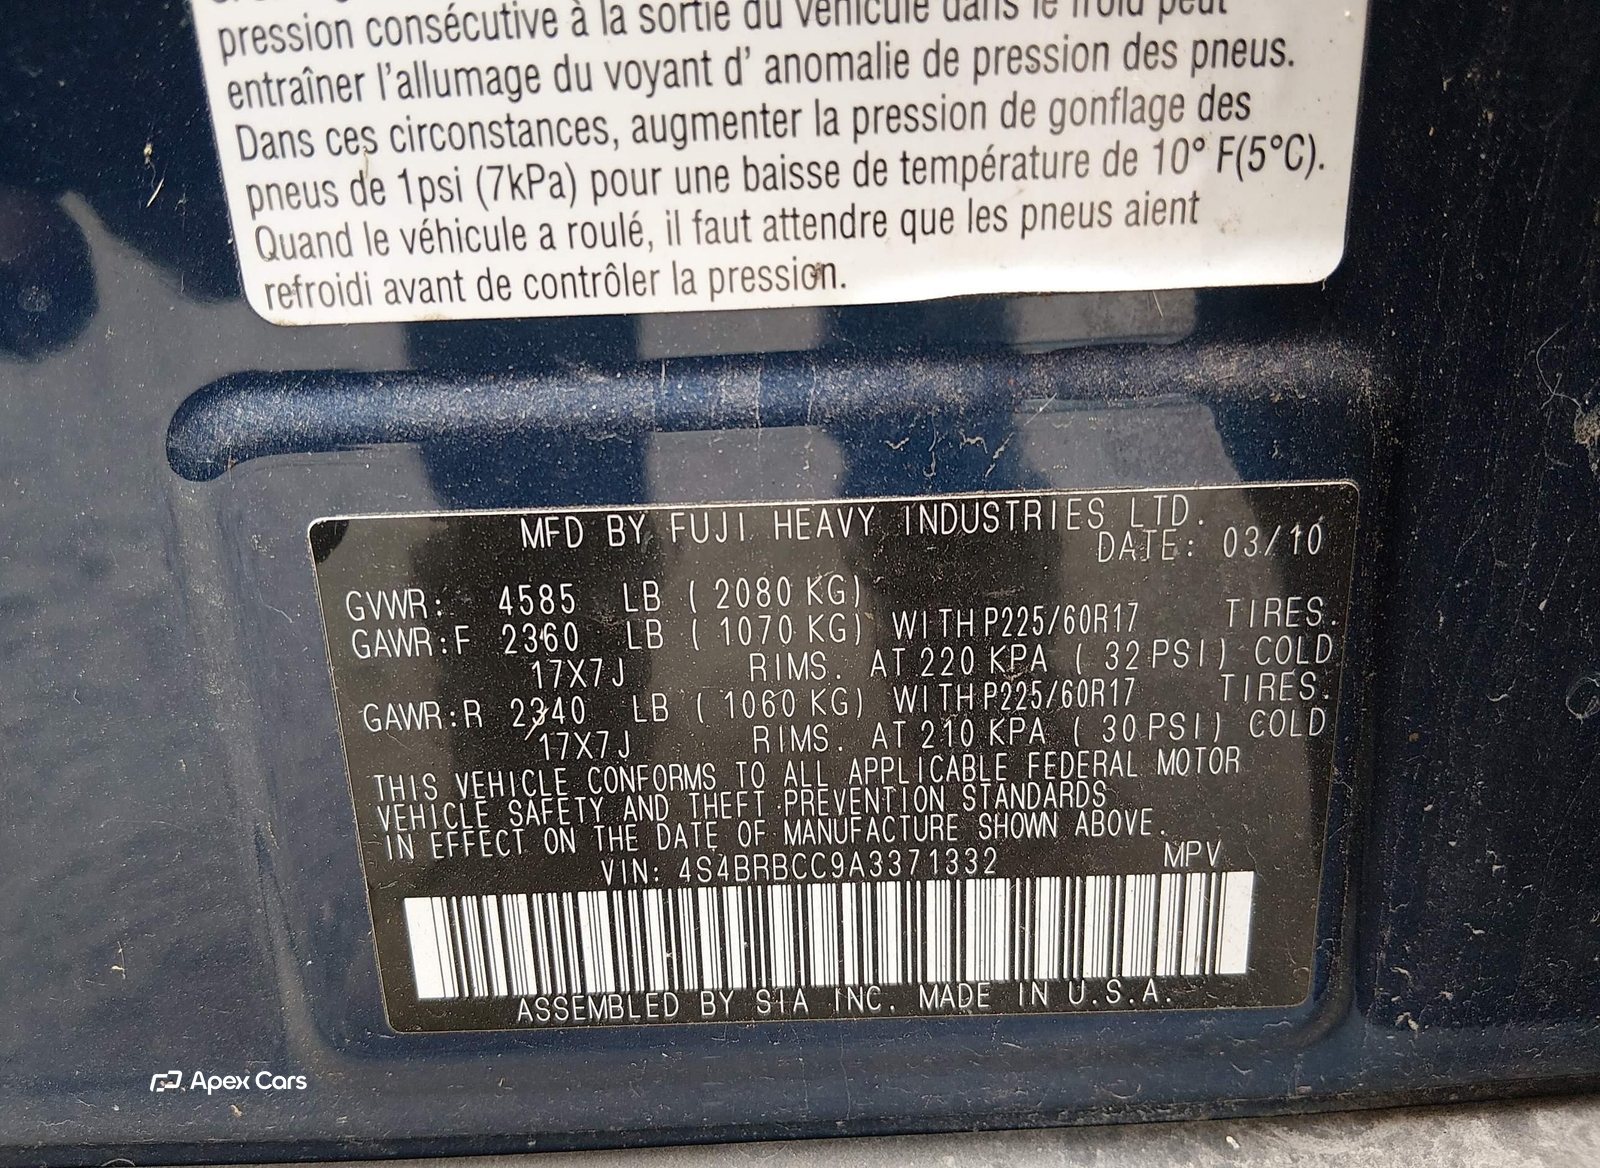 pression consécutive à la sortie du véhicule dans le froid peut
entraîner l'allumage du voyant d' anomalie de pression des pneus.
Dans ces circonstances, augmenter la pression de gonflage des
pneus de 1psi (7kPa) pour une baisse de température de 10° F(5°C).
Quand le véhicule a roulé, il faut attendre que les pneus aient
refroidi avant de contrôler la pression.
MFD BY FUJI HEAVY INDUSTRIES LTD.
DATE: 03/10
GVWR: 4585 LB ( 2080 KG)
GAWR:F 2360 LB ( 1070 KG) WITH P225/60R17 TIRES.
17X7J RIMS. AT 220 KPA ( 32 PSI) COLD
GAWR:R 2340 LB ( 1060 KG) WITH P225/60R17 TIRES.
17X7J RIMS. AT 210 KPA ( 30 PSI) COLD
THIS VEHICLE CONFORMS TO ALL APPLICABLE FEDERAL MOTOR
VEHICLE SAFETY AND THEFT PREVENTION STANDARDS
IN EFFECT ON THE DATE OF MANUFACTURE SHOWN ABOVE.
VIN: 4S4BRBCC9A3371332 MPV
ASSEMBLED BY SIA INC. MADE IN U.S.A.
Apex Cars